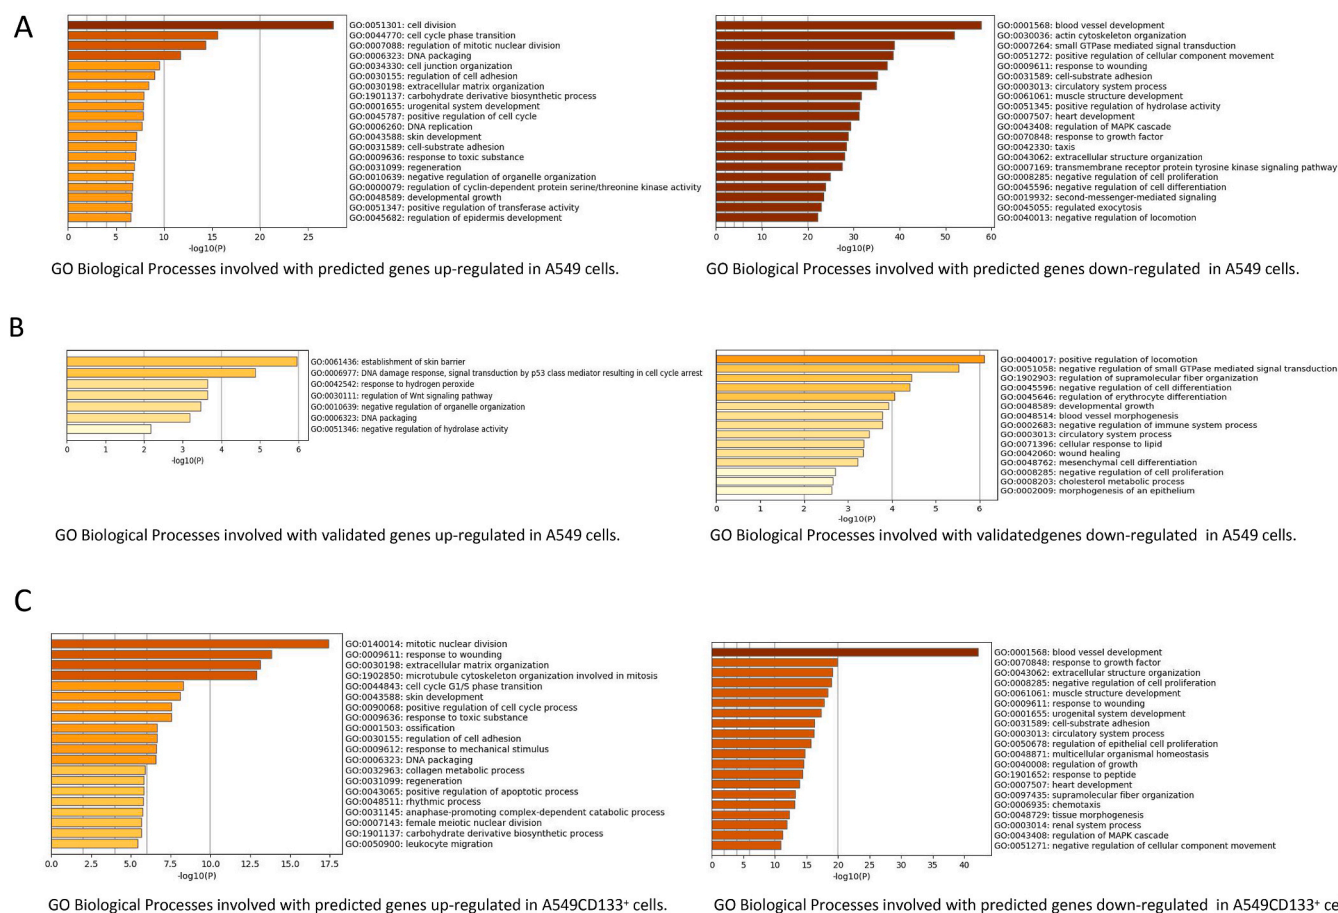 A
GO:0051301: cell division
GO:0044770: cell cycle phase transition
GO:0007088: regulation of mitotic nuclear division
GO:0006323: DNA packaging
GO:0034330: cell junction organization
GO:0030155: regulation of cell adhesion
GO:0030198: extracellular matrix organization
GO:1901137: carbohydrate derivative biosynthetic process
GO:0001655: urogenital system development
GO:0045787: positive regulation of cell cycle
GO:0006260: DNA replication
GO:0043588: skin development
GO:0031589: cell-substrate adhesion
GO:0009636: response to toxic substance
GO:0031099: regeneration
GO:0010639: negative regulation of organelle organization
GO:0000079: regulation of cyclin-dependent protein serine/threonine kinase activity
GO:0048589: developmental growth
GO:0051347: positive regulation of transferase activity
GO:0045682: regulation of epidermis development
0 5 10 15 20 25
-log10(P)
GO Biological Processes involved with predicted genes up-regulated in A549 cells.
GO:0001568: blood vessel development
GO:0030036: actin cytoskeleton organization
GO:0007264: small GTPase mediated signal transduction
GO:0051272: positive regulation of cellular component movement
GO:0009611: response to wounding
GO:0031589: cell-substrate adhesion
GO:0003013: circulatory system process
GO:0061061: muscle structure development
GO:0051345: positive regulation of hydrolase activity
GO:0007507: heart development
GO:0043408: regulation of MAPK cascade
GO:0070848: response to growth factor
GO:0042330: taxis
GO:0043062: extracellular structure organization
GO:0007169: transmembrane receptor protein tyrosine kinase signaling pathway
GO:0008285: negative regulation of cell proliferation
GO:0045596: negative regulation of cell differentiation
GO:0019932: second-messenger-mediated signaling
GO:0045055: regulated exocytosis
GO:0040013: negative regulation of locomotion
0 10 20 30 40 50 60
-log10(P)
GO Biological Processes involved with predicted genes down-regulated in A549 cells.
B
GO:0061436: establishment of skin barrier
GO:0006977: DNA damage response, signal transduction by p53 class mediator resulting in cell cycle arrest
GO:0042542: response to hydrogen peroxide
GO:0030111: regulation of Wnt signaling pathway
GO:0010639: negative regulation of organelle organization
GO:0006323: DNA packaging
GO:0051346: negative regulation of hydrolase activity
0 1 2 3 4 5 6
-log10(P)
GO Biological Processes involved with validated genes up-regulated in A549 cells.
GO:0040017: positive regulation of locomotion
GO:0051058: negative regulation of small GTPase mediated signal transduction
GO:1902903: regulation of supramolecular fiber organization
GO:0045596: negative regulation of cell differentiation
GO:0045646: regulation of erythrocyte differentiation
GO:0048589: developmental growth
GO:0048514: blood vessel morphogenesis
GO:0002683: negative regulation of immune system process
GO:0003013: circulatory system process
GO:0071396: cellular response to lipid
GO:0042060: wound healing
GO:0048762: mesenchymal cell differentiation
GO:0008285: negative regulation of cell proliferation
GO:0008203: cholesterol metabolic process
GO:0002009: morphogenesis of an epithelium
0 1 2 3 4 5 6
-log10(P)
GO Biological Processes involved with validatedgenes down-regulated in A549 cells.
C
GO:0140014: mitotic nuclear division
GO:0009611: response to wounding
GO:0030198: extracellular matrix organization
GO:1902850: microtubule cytoskeleton organization involved in mitosis
GO:0044843: cell cycle G1/S phase transition
GO:0043588: skin development
GO:0090068: positive regulation of cell cycle process
GO:0009636: response to toxic substance
GO:0001503: ossification
GO:0030155: regulation of cell adhesion
GO:0009612: response to mechanical stimulus
GO:0006323: DNA packaging
GO:0032963: collagen metabolic process
GO:0031099: regeneration
GO:0043065: positive regulation of apoptotic process
GO:0048511: rhythmic process
GO:0031145: anaphase-promoting complex-dependent catabolic process
GO:0007143: female meiotic nuclear division
GO:1901137: carbohydrate derivative biosynthetic process
GO:0050900: leukocyte migration
0.0 2.5 5.0 7.5 10.0 12.5 15.0 17.5
-log10(P)
GO Biological Processes involved with predicted genes up-regulated in A549CD133⁺ cells.
GO:0001568: blood vessel development
GO:0070848: response to growth factor
GO:0043062: extracellular structure organization
GO:0008285: negative regulation of cell proliferation
GO:0061061: muscle structure development
GO:0009611: response to wounding
GO:0001655: urogenital system development
GO:0031589: cell-substrate adhesion
GO:0003013: circulatory system process
GO:0050678: regulation of epithelial cell proliferation
GO:0048871: multicellular organismal homeostasis
GO:0040008: regulation of growth
GO:1901652: response to peptide
GO:0007507: heart development
GO:0097435: supramolecular fiber organization
GO:0006935: chemotaxis
GO:0048729: tissue morphogenesis
GO:0003014: renal system process
GO:0043408: regulation of MAPK cascade
GO:0051271: negative regulation of cellular component movement
0 5 10 15 20 25 30 35 40
-log10(P)
GO Biological Processes involved with predicted genes down-regulated in A549CD133⁺ ce